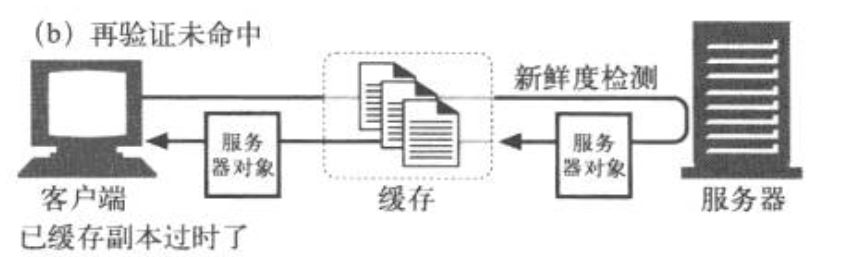 (b) 再验证未命中
新鲜度检测
服务
器对象
服务
器对象
客户端
缓存
服务器
已缓存副本过时了